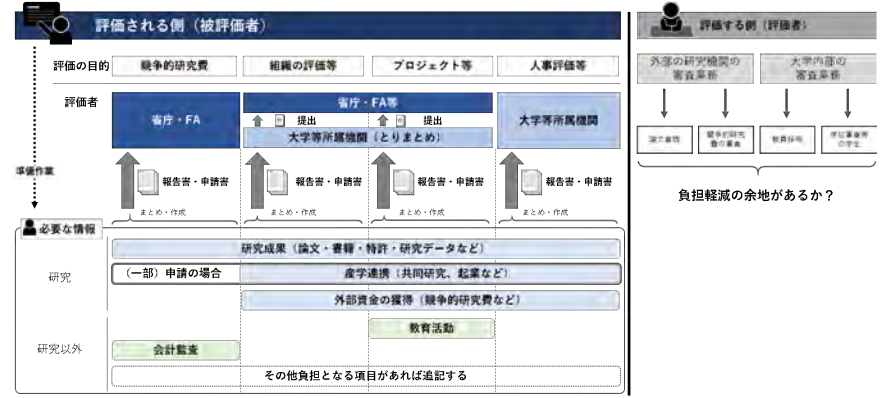 評価される側（被評価者）
評価の目的
競争的研究費
組織の評価等
プロジェクト等
人事評価等
評価者
省庁・FA
省庁・FA等
提出
提出
大学等所属機関（とりまとめ）
大学等所属機関
準備作業
報告書・申請書
報告書・申請書
報告書・申請書
報告書・申請書
まとめ・作成
まとめ・作成
まとめ・作成
まとめ・作成
必要な情報
研究
研究成果（論文・書籍・特許・研究データなど）
（一部）申請の場合
産学連携（共同研究、起業など）
外部資金の獲得（競争的研究費など）
研究以外
教育活動
会計監査
その他負担となる項目があれば追記する
評価する側（評価者）
外部の研究機関の
審査業務
大学内部の
審査業務
論文査読
競争的研究
費の審査
教員採用
の学生
負担軽減の余地があるか？